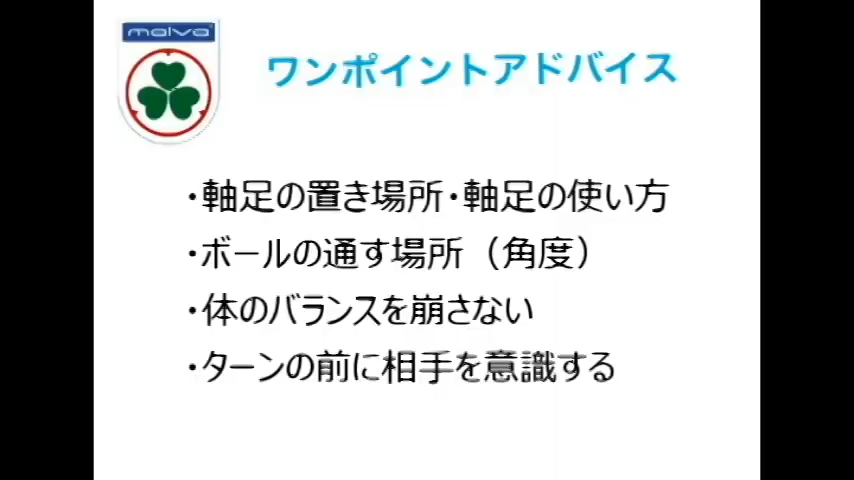 malva
ワンポイントアドバイス
・軸足の置き場所・軸足の使い方
・ボールの通す場所（角度）
・体のバランスを崩さない
・ターンの前に相手を意識する